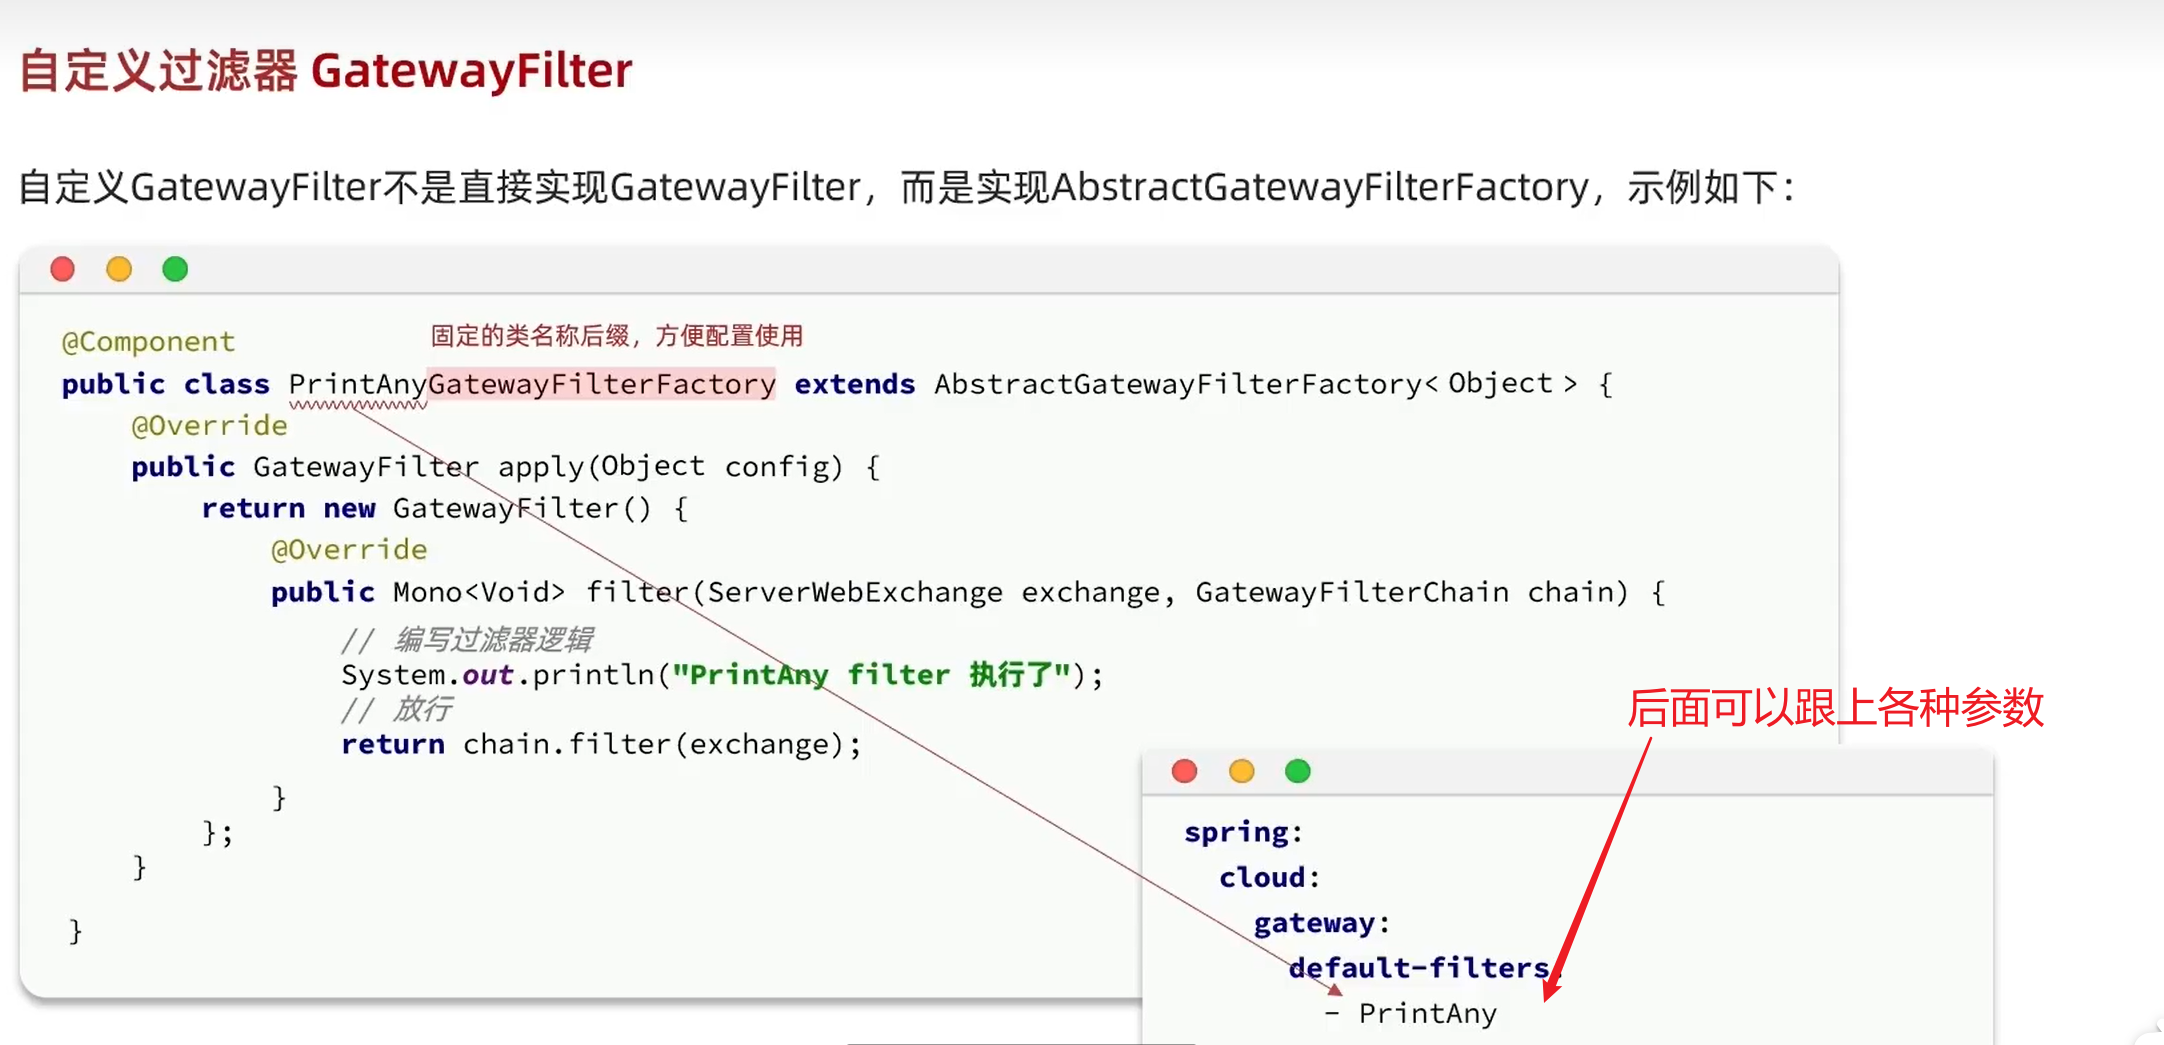 自定义过滤器 GatewayFilter
自定义GatewayFilter不是直接实现GatewayFilter，而是实现AbstractGatewayFilterFactory，示例如下：
固定的类名称后缀，方便配置使用
@Component
public class PrintAnyGatewayFilterFactory extends AbstractGatewayFilterFactory<Object> {
@Override
public GatewayFilter apply(Object config) {
return new GatewayFilter() {
@Override
public Mono<Void> filter(ServerWebExchange exchange, GatewayFilterChain chain) {
// 编写过滤器逻辑
System.out.println("PrintAny filter 执行了");
// 放行
return chain.filter(exchange);
}
};
}
}
后面可以跟上各种参数
spring:
cloud:
gateway:
default-filters:
- PrintAny